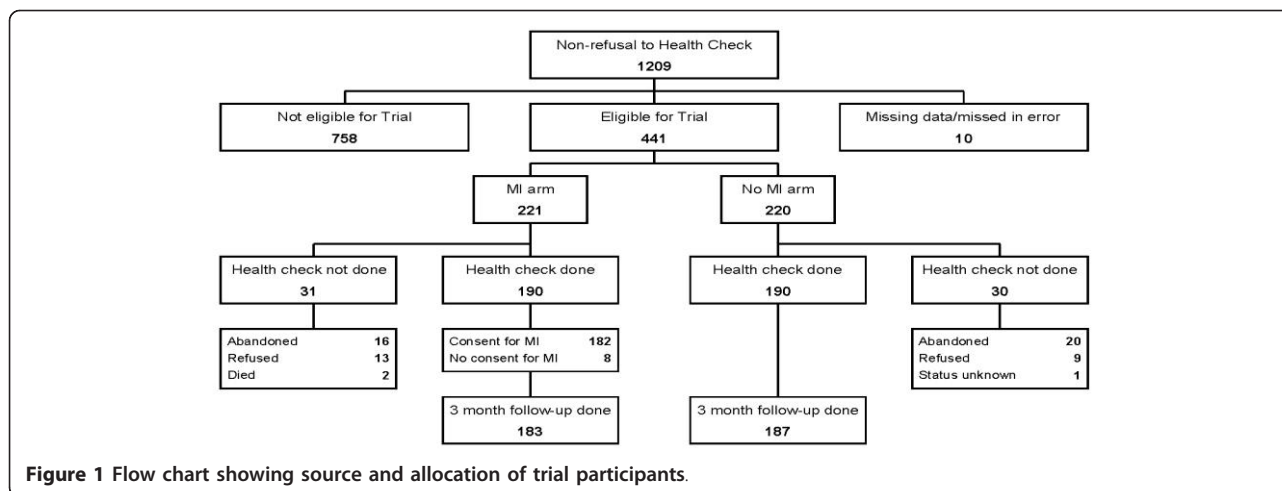 Non-refusal to Health Check
1209
Not eligible for Trial
758
Eligible for Trial
441
Missing data/missed in error
10
MI arm
221
No MI arm
220
Health check not done
31
Health check done
190
Health check done
190
Health check not done
30
Abandoned 16
Refused 13
Died 2
Consent for MI 182
No consent for MI 8
Abandoned 20
Refused 9
Status unknown 1
3 month follow-up done
183
3 month follow-up done
187
Figure 1 Flow chart showing source and allocation of trial participants.